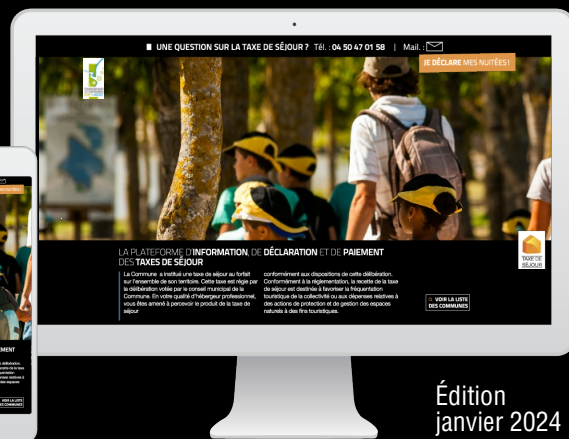 UNE QUESTION SUR LA TAXE DE SÉJOUR ? Tél. : 04 50 47 01 58 | Mail. :
JE DÉCLARE MES NUITÉES !
LA PLATEFORME D'INFORMATION, DE DÉCLARATION ET DE PAIEMENT
DES TAXES DE SÉJOUR
La Commune a institué une taxe de séjour au forfait
sur l'ensemble de son territoire. Cette taxe est régie par
la délibération votée par le conseil municipal de la
Commune. En votre qualité d'hébergeur professionnel,
vous êtes amené à percevoir le produit de la taxe de
séjour
conformément aux dispositions de cette délibération.
Conformément à la réglementation, la recette de la taxe
de séjour est destinée à favoriser la fréquentation
touristique de la collectivité ou aux dépenses relatives à
des actions de protection et de gestion des espaces
naturels à des fins touristiques.
TAXE DE
SÉJOUR
VOIR LA LISTE
DES COMMUNES
EMENT
VOIR LA LISTE
DES COMMUNES
Édition
janvier 2024